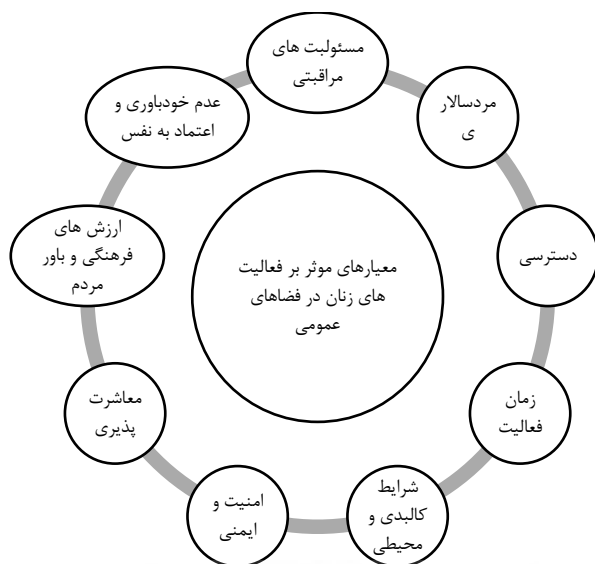 مسئولیت های
مراقبتی
مردسالار
ی
دسترسی
زمان
فعالیت
شرایط
کالبدی و
محیطی
امنیت و
ایمنی
معاشرت
پذیری
ارزش های
فرهنگی و باور
مردم
عدم خودباوری و
اعتماد به نفس
معیارهای موثر بر فعالیت
های زنان در فضاهای
عمومی